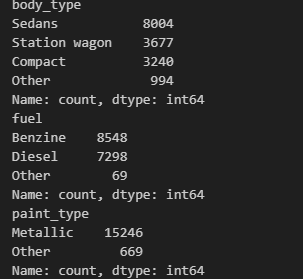 body_type
Sedans           8004
Station wagon    3677
Compact          3240
Other             994
Name: count, dtype: int64
fuel
Benzine    8548
Diesel     7298
Other        69
Name: count, dtype: int64
paint_type
Metallic    15246
Other         669
Name: count, dtype: int64